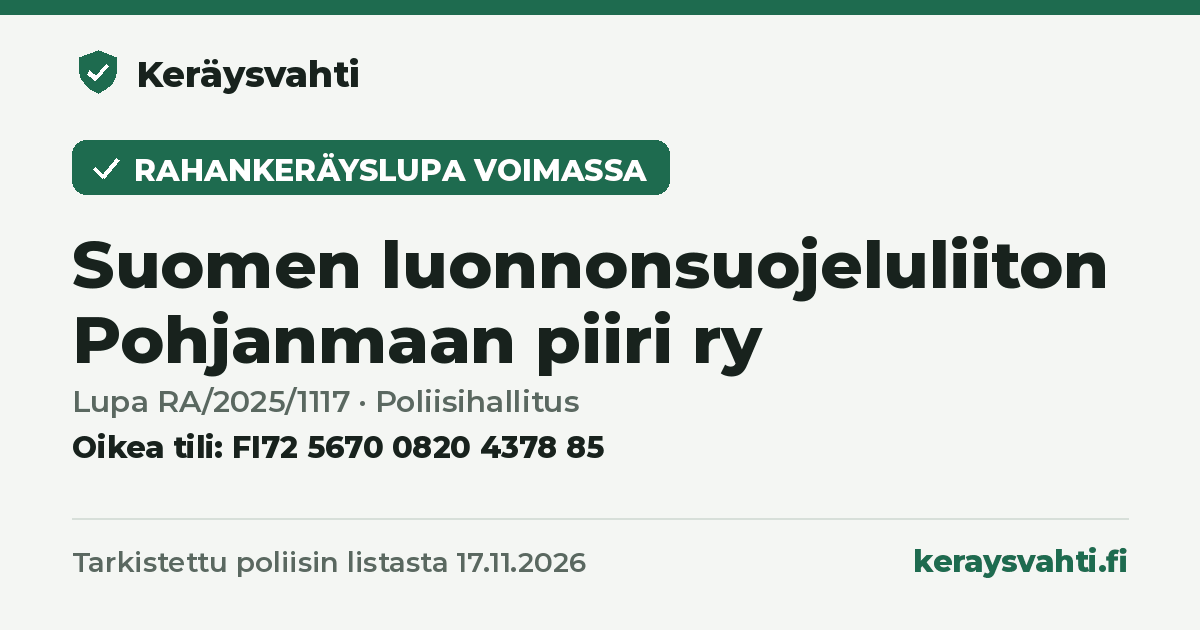 Keräysvahti
RAHANKERÄYSLUPA VOIMASSA
Suomen luonnonsuojeluliiton
Pohjanmaan piiri ry
Lupa RA/2025/1117 · Poliisihallitus
Oikea tili: FI72 5670 0820 4378 85
Tarkistettu poliisin listasta 17.11.2026
keraysvahti.fi